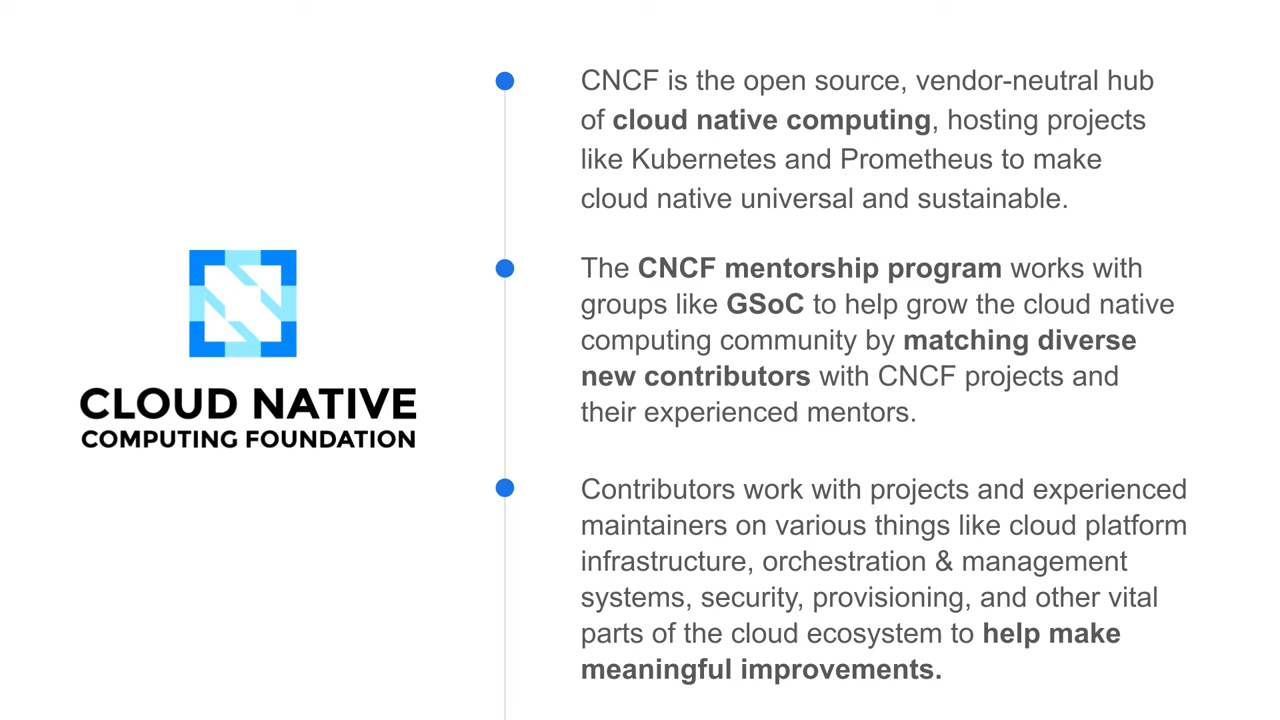 CLOUD NATIVE
COMPUTING FOUNDATION
CNCF is the open source, vendor-neutral hub
of cloud native computing, hosting projects
like Kubernetes and Prometheus to make
cloud native universal and sustainable.
The CNCF mentorship program works with
groups like GSoC to help grow the cloud native
computing community by matching diverse
new contributors with CNCF projects and
their experienced mentors.
Contributors work with projects and experienced
maintainers on various things like cloud platform
infrastructure, orchestration & management
systems, security, provisioning, and other vital
parts of the cloud ecosystem to help make
meaningful improvements.